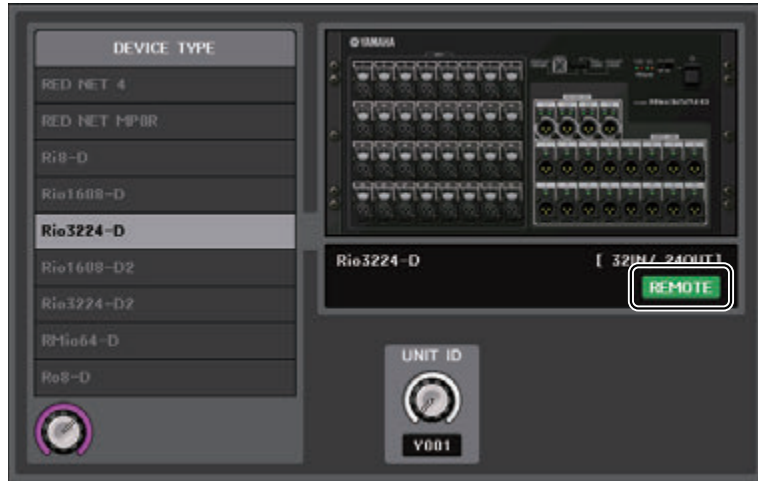 DEVICE TYPE
RED NET 4
RED NET MP8R
Ri8-D
Rio1608-D
Rio3224-D
Rio1608-D2
Rio3224-D2
RMio64-D
Ro8-D
YAMAHA
Rio3224-D [ 32IN/ 24OUT]
REMOTE
UNIT ID
Y001